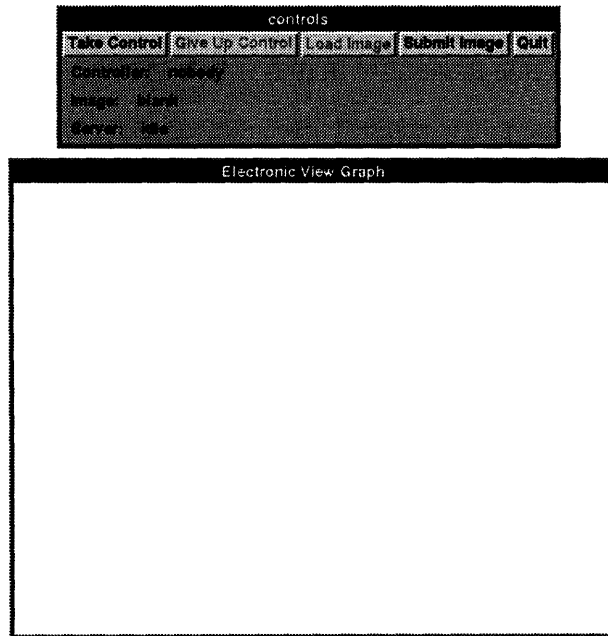 controls
Take Control Give Up Control Load Image Submit Image Quit
Controller: nobody
Image: blank
Server: idle
Electronic View Graph